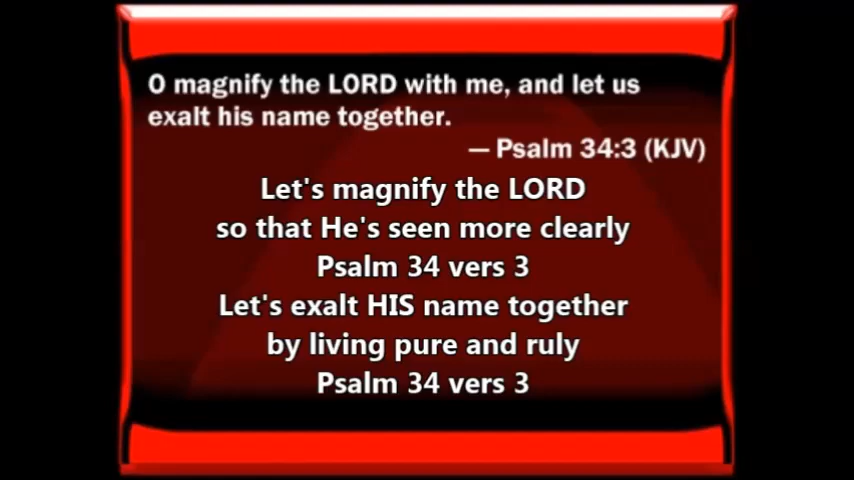 O magnify the LORD with me, and let us
exalt his name together.
— Psalm 34:3 (KJV)
Let's magnify the LORD
so that He's seen more clearly
Psalm 34 vers 3
Let's exalt HIS name together
by living pure and ruly
Psalm 34 vers 3